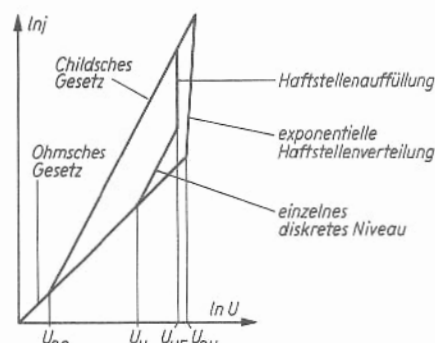 ln j
Childsches
Gesetz
Haftstellenauffüllung
exponentielle
Haftstellenverteilung
Ohmsches
Gesetz
einzelnes
diskretes Niveau
ln U